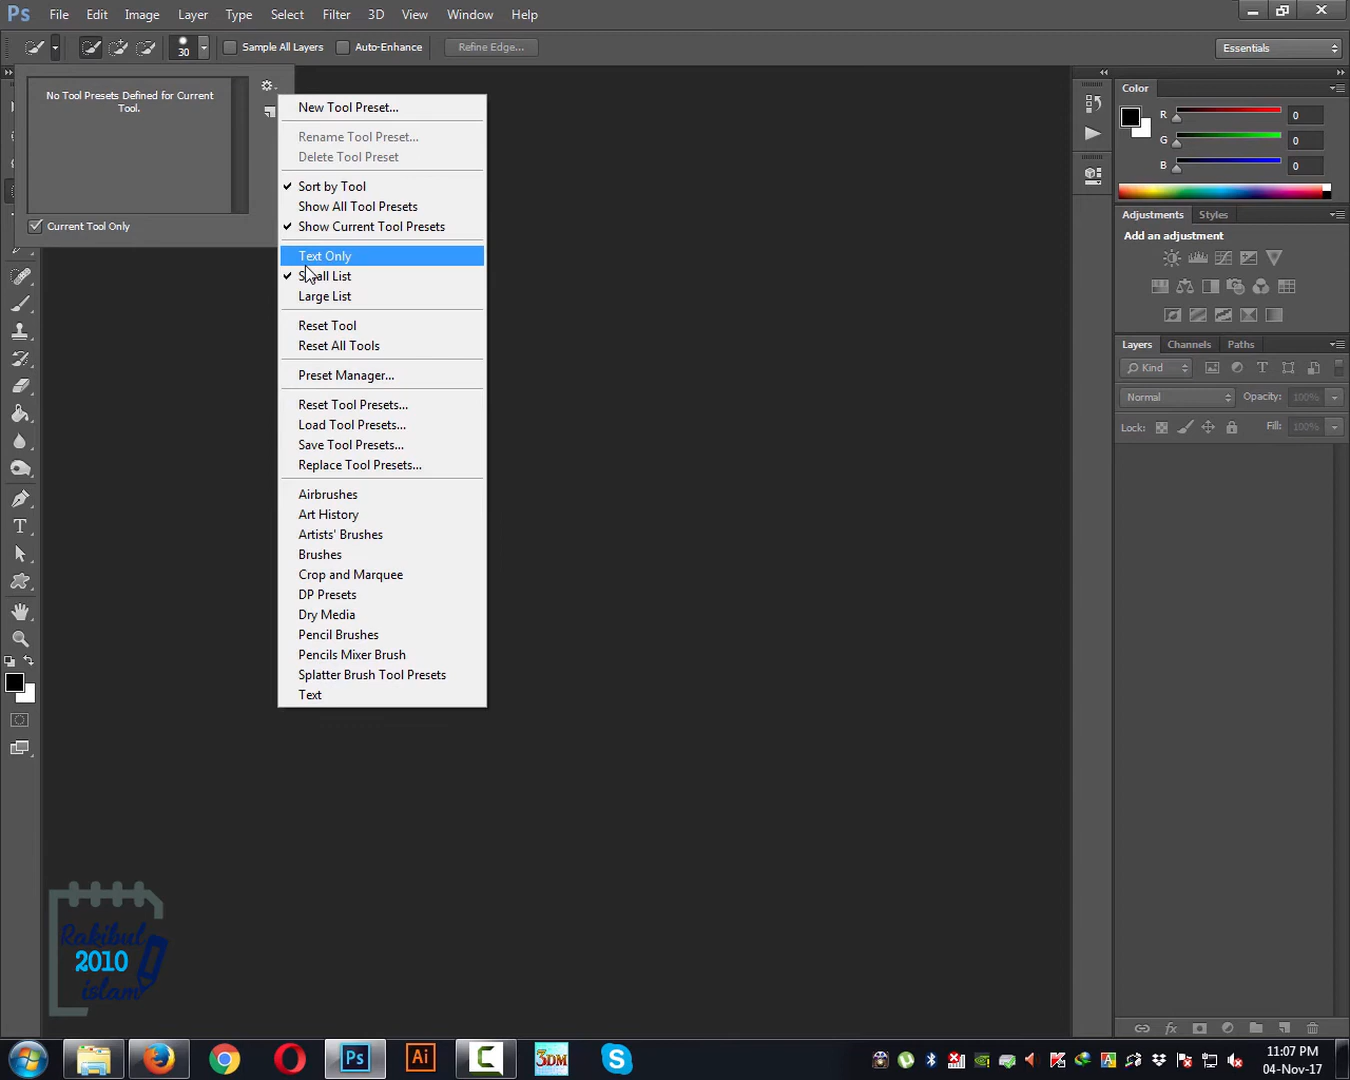 Ps File Edit Image Layer Type Select Filter 3D View Window Help
30 Sample All Layers Auto-Enhance Refine Edge... Essentials
No Tool Presets Defined for Current
Tool.
Current Tool Only
New Tool Preset...
Rename Tool Preset...
Delete Tool Preset
Sort by Tool
Show All Tool Presets
Show Current Tool Presets
Text Only
Small List
Large List
Reset Tool
Reset All Tools
Preset Manager...
Reset Tool Presets...
Load Tool Presets...
Save Tool Presets...
Replace Tool Presets...
Airbrushes
Art History
Artists' Brushes
Brushes
Crop and Marquee
DP Presets
Dry Media
Pencil Brushes
Pencils Mixer Brush
Splatter Brush Tool Presets
Text
Color
R 0
G 0
B 0
Adjustments Styles
Add an adjustment
Layers Channels Paths
Kind
Normal Opacity: 100%
Lock: Fill: 100%
Rakibul
2010
islam
Ps Ai 3DM
11:07 PM
04-Nov-17